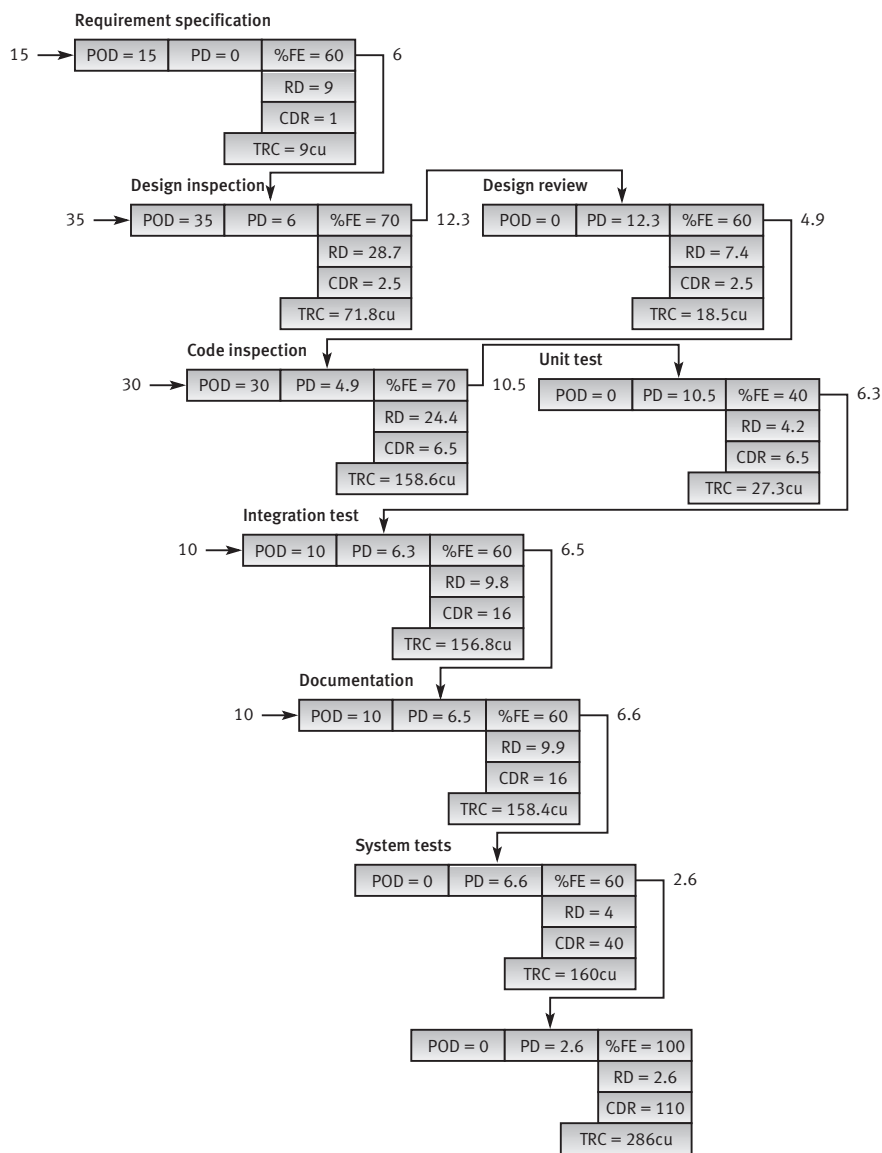 Requirement specification
15 POD = 15 PD = 0 %FE = 60 6
RD = 9
CDR = 1
TRC = 9cu
Design inspection Design review
35 POD = 35 PD = 6 %FE = 70 12.3 POD = 0 PD = 12.3 %FE = 60 4.9
RD = 28.7 RD = 7.4
CDR = 2.5 CDR = 2.5
TRC = 71.8cu TRC = 18.5cu
Code inspection Unit test
30 POD = 30 PD = 4.9 %FE = 70 10.5 POD = 0 PD = 10.5 %FE = 40 6.3
RD = 24.4 RD = 4.2
CDR = 6.5 CDR = 6.5
TRC = 158.6cu TRC = 27.3cu
Integration test
10 POD = 10 PD = 6.3 %FE = 60 6.5
RD = 9.8
CDR = 16
TRC = 156.8cu
Documentation
10 POD = 10 PD = 6.5 %FE = 60 6.6
RD = 9.9
CDR = 16
TRC = 158.4cu
System tests
POD = 0 PD = 6.6 %FE = 60 2.6
RD = 4
CDR = 40
TRC = 160cu
POD = 0 PD = 2.6 %FE = 100
RD = 2.6
CDR = 110
TRC = 286cu